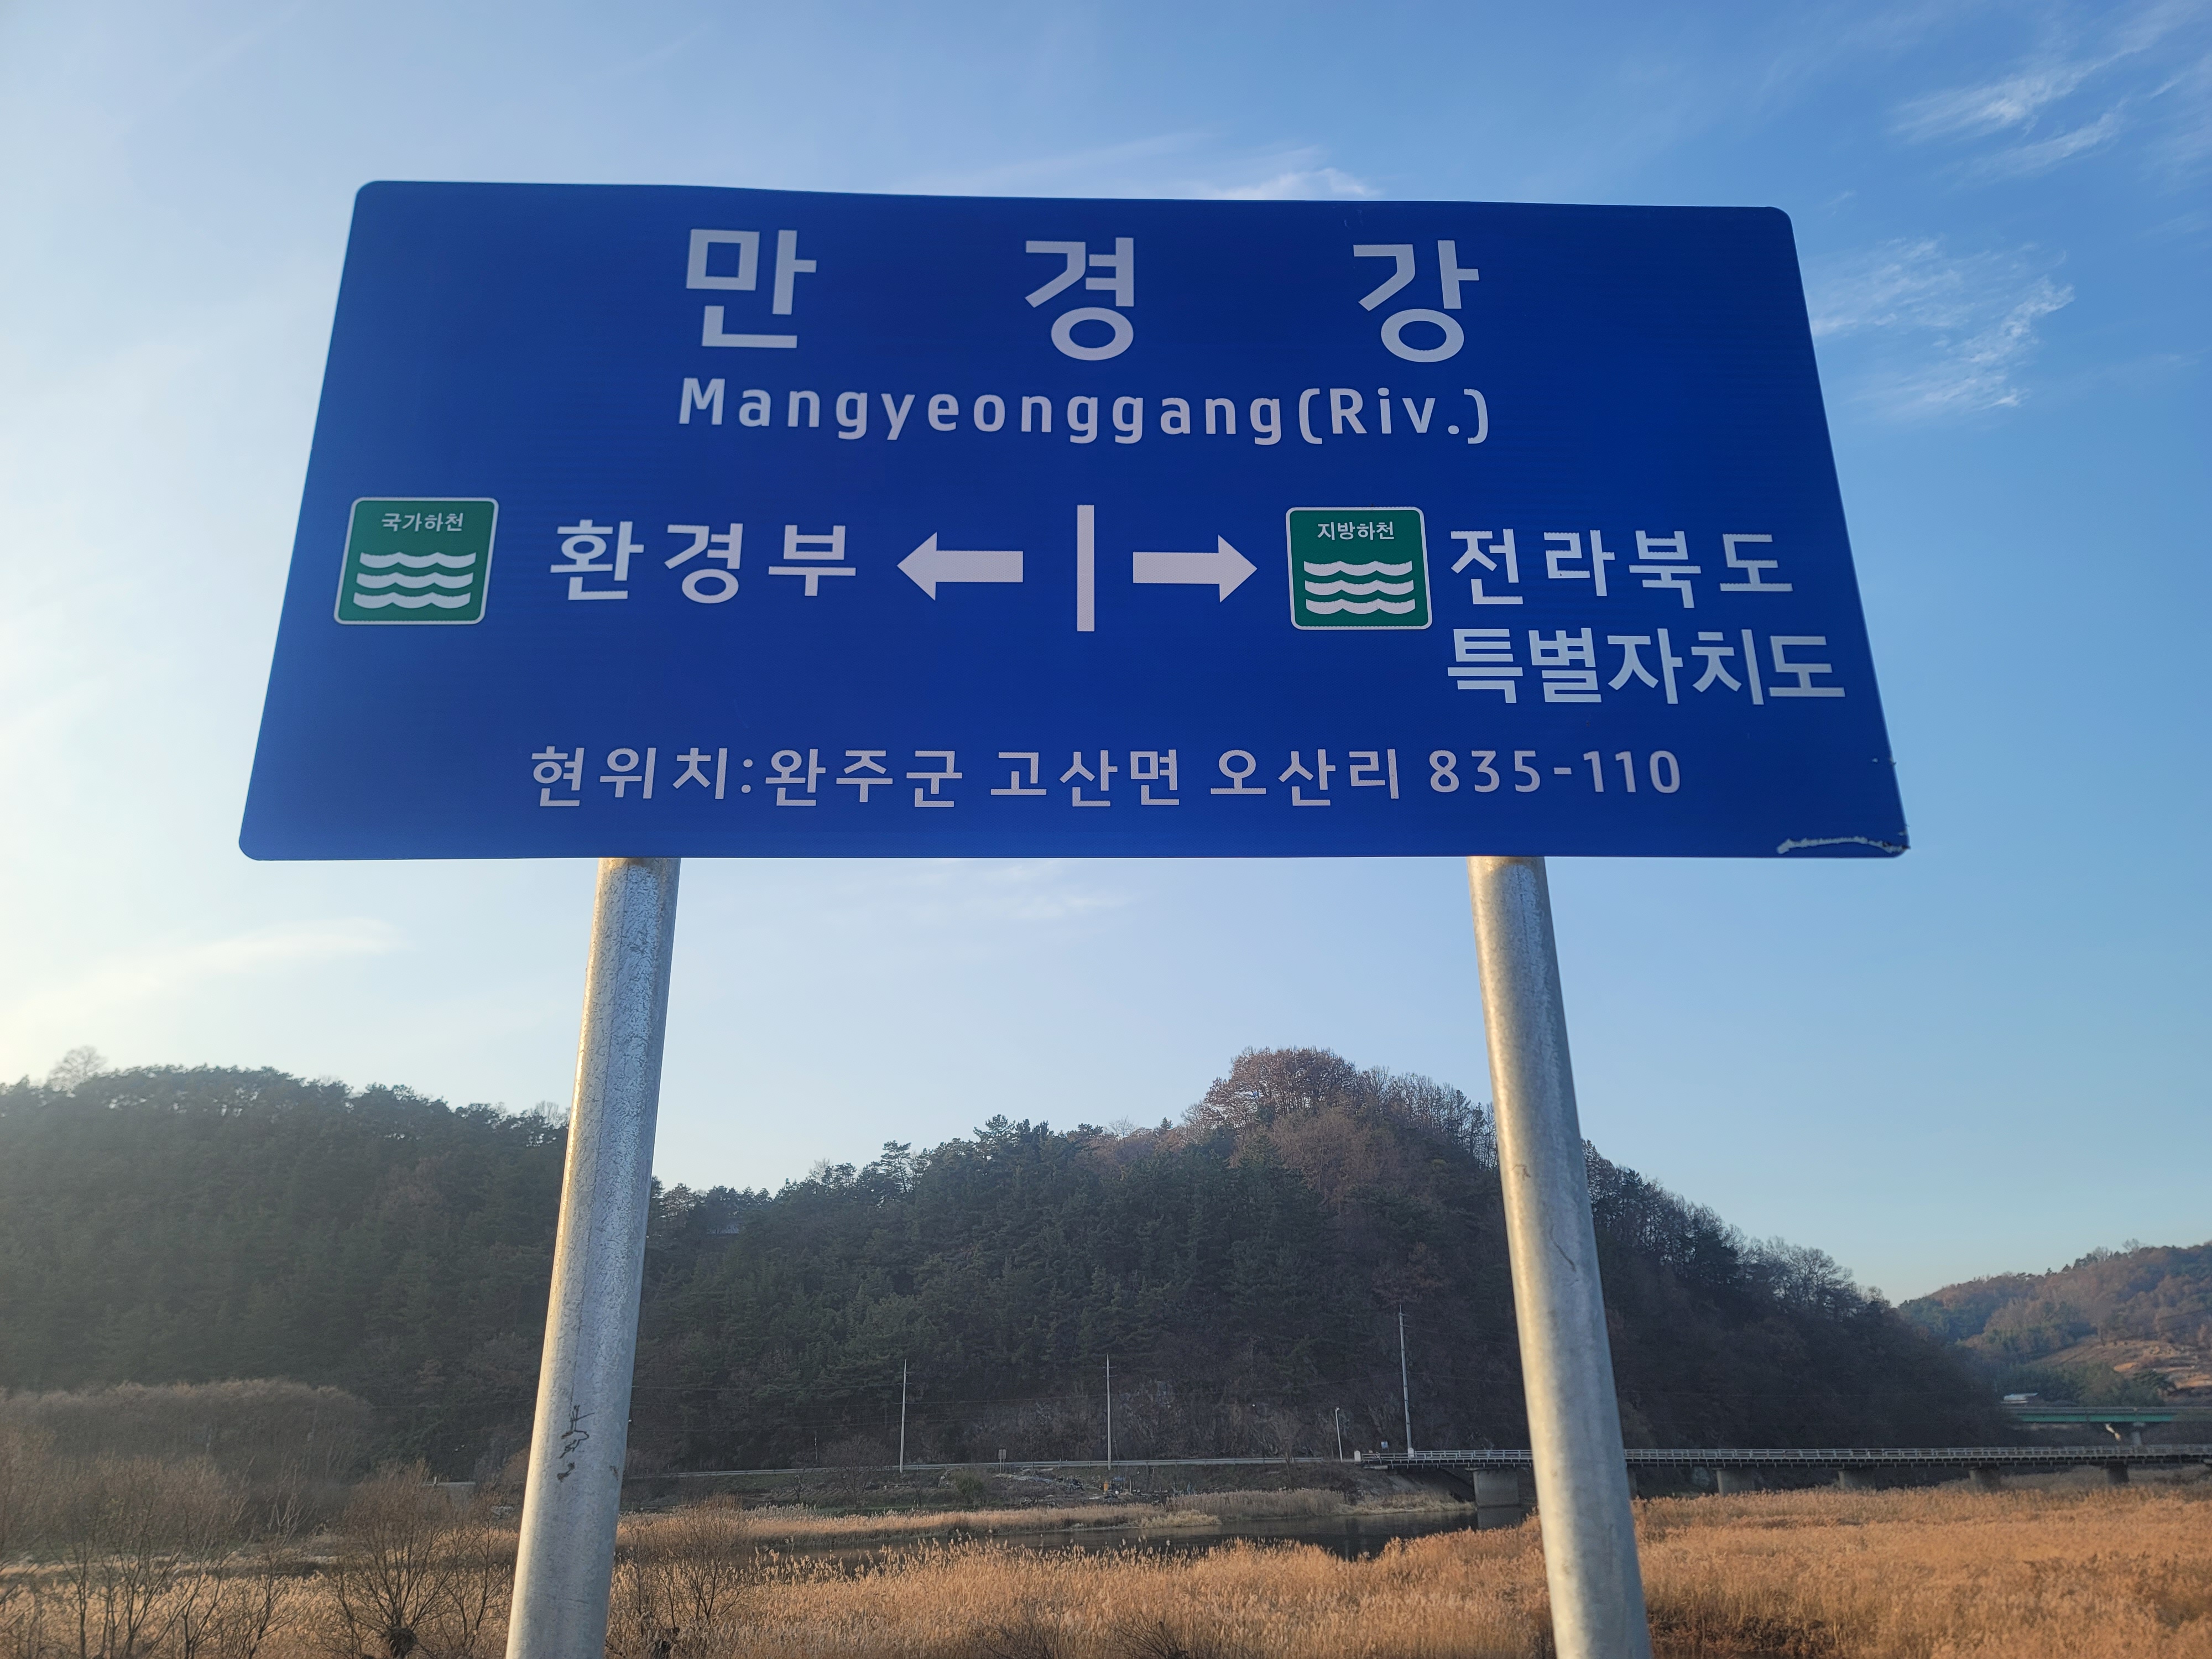 만 경 강
Mangyeonggang(Riv.)
국가하천
환경부 ← | →
지방하천
전라북도
특별자치도
현위치:완주군 고산면 오산리 835-110